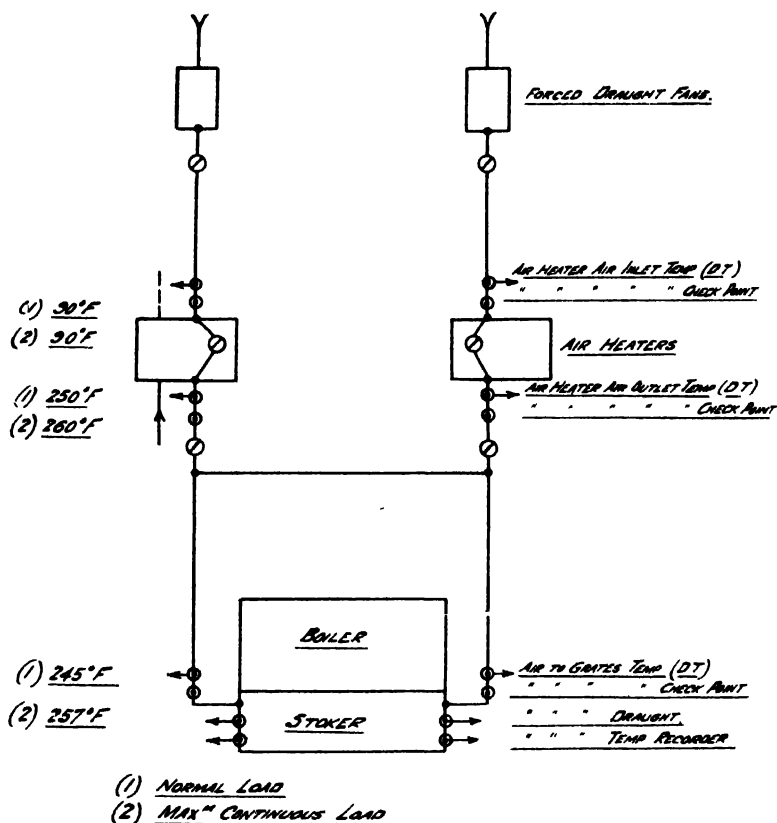 FORCED DRAUGHT FANS.
AIR HEATER AIR INLET TEMP (DT)
" " " " " CHECK POINT
(1) 90°F
(2) 90°F
AIR HEATERS
(1) 250°F
(2) 260°F
AIR HEATER AIR OUTLET TEMP (DT)
" " " " " CHECK POINT
BOILER
(1) 245°F
(2) 257°F
AIR TO GRATES TEMP (DT)
" " " " CHECK POINT
STOKER
" " " DRAUGHT.
" " " TEMP RECORDER
(1) NORMAL LOAD
(2) MAXM CONTINUOUS LOAD